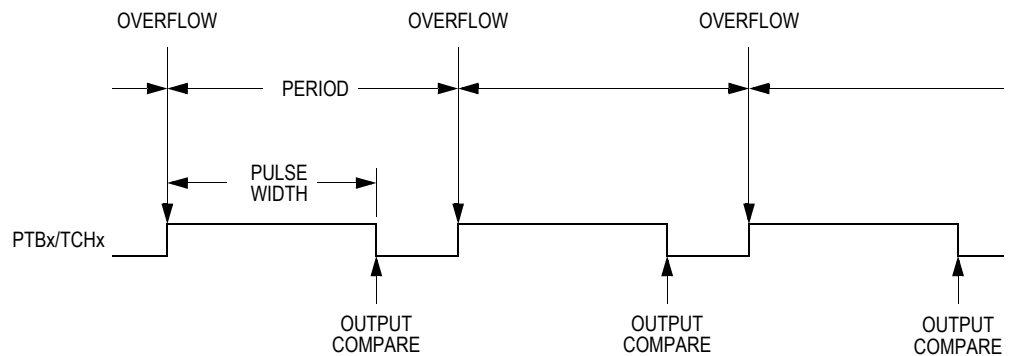 OVERFLOW OVERFLOW OVERFLOW
PERIOD
PULSE
WIDTH
PTBx/TCHx
OUTPUT
COMPARE
OUTPUT
COMPARE
OUTPUT
COMPARE